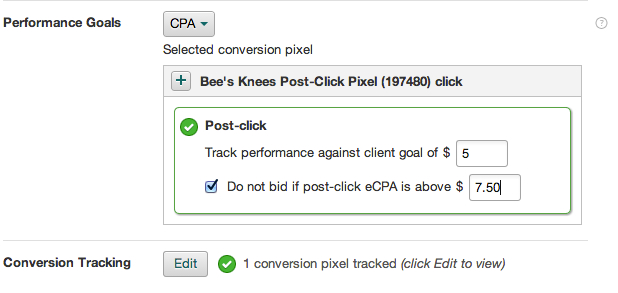 Performance Goals
CPA
?
Selected conversion pixel
+ Bee's Knees Post-Click Pixel (197480) click
Post-click
Track performance against client goal of $ 5
Do not bid if post-click eCPA is above $ 7.50
Conversion Tracking
Edit
1 conversion pixel tracked (click Edit to view)